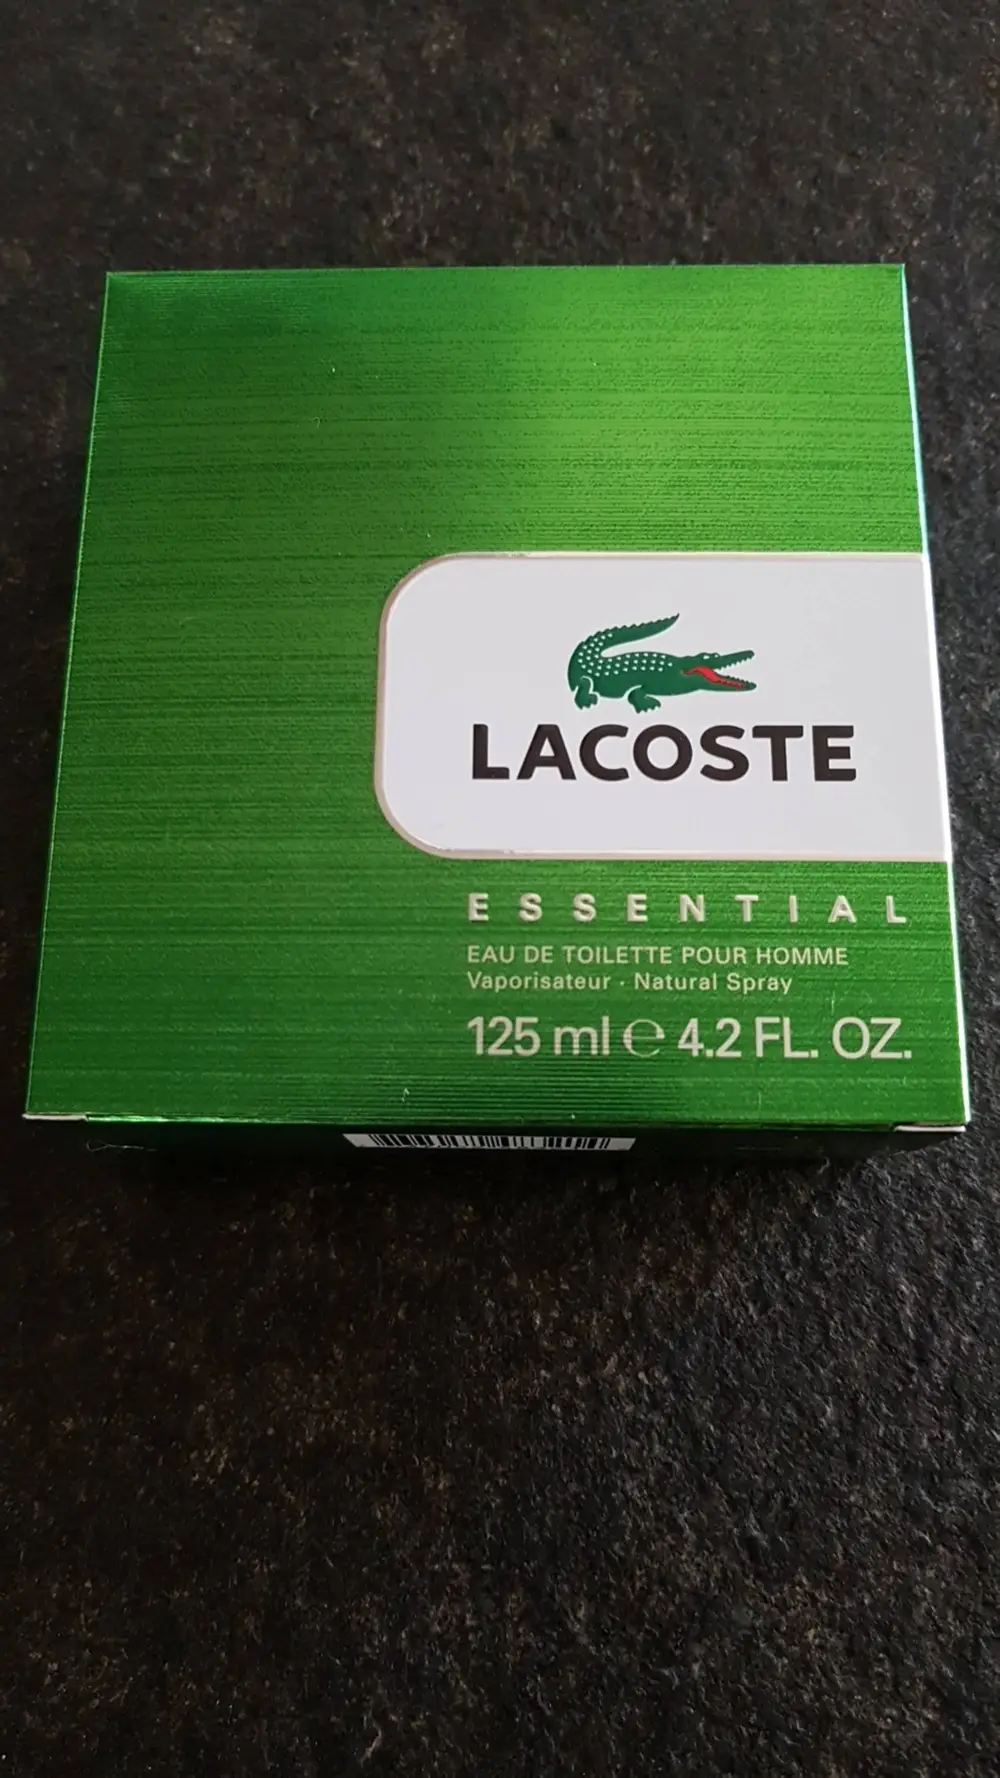 LACOSTE
ESSENTIAL
EAU DE TOILETTE POUR HOMME
Vaporisateur · Natural Spray
125 ml ℮ 4.2 FL. OZ.